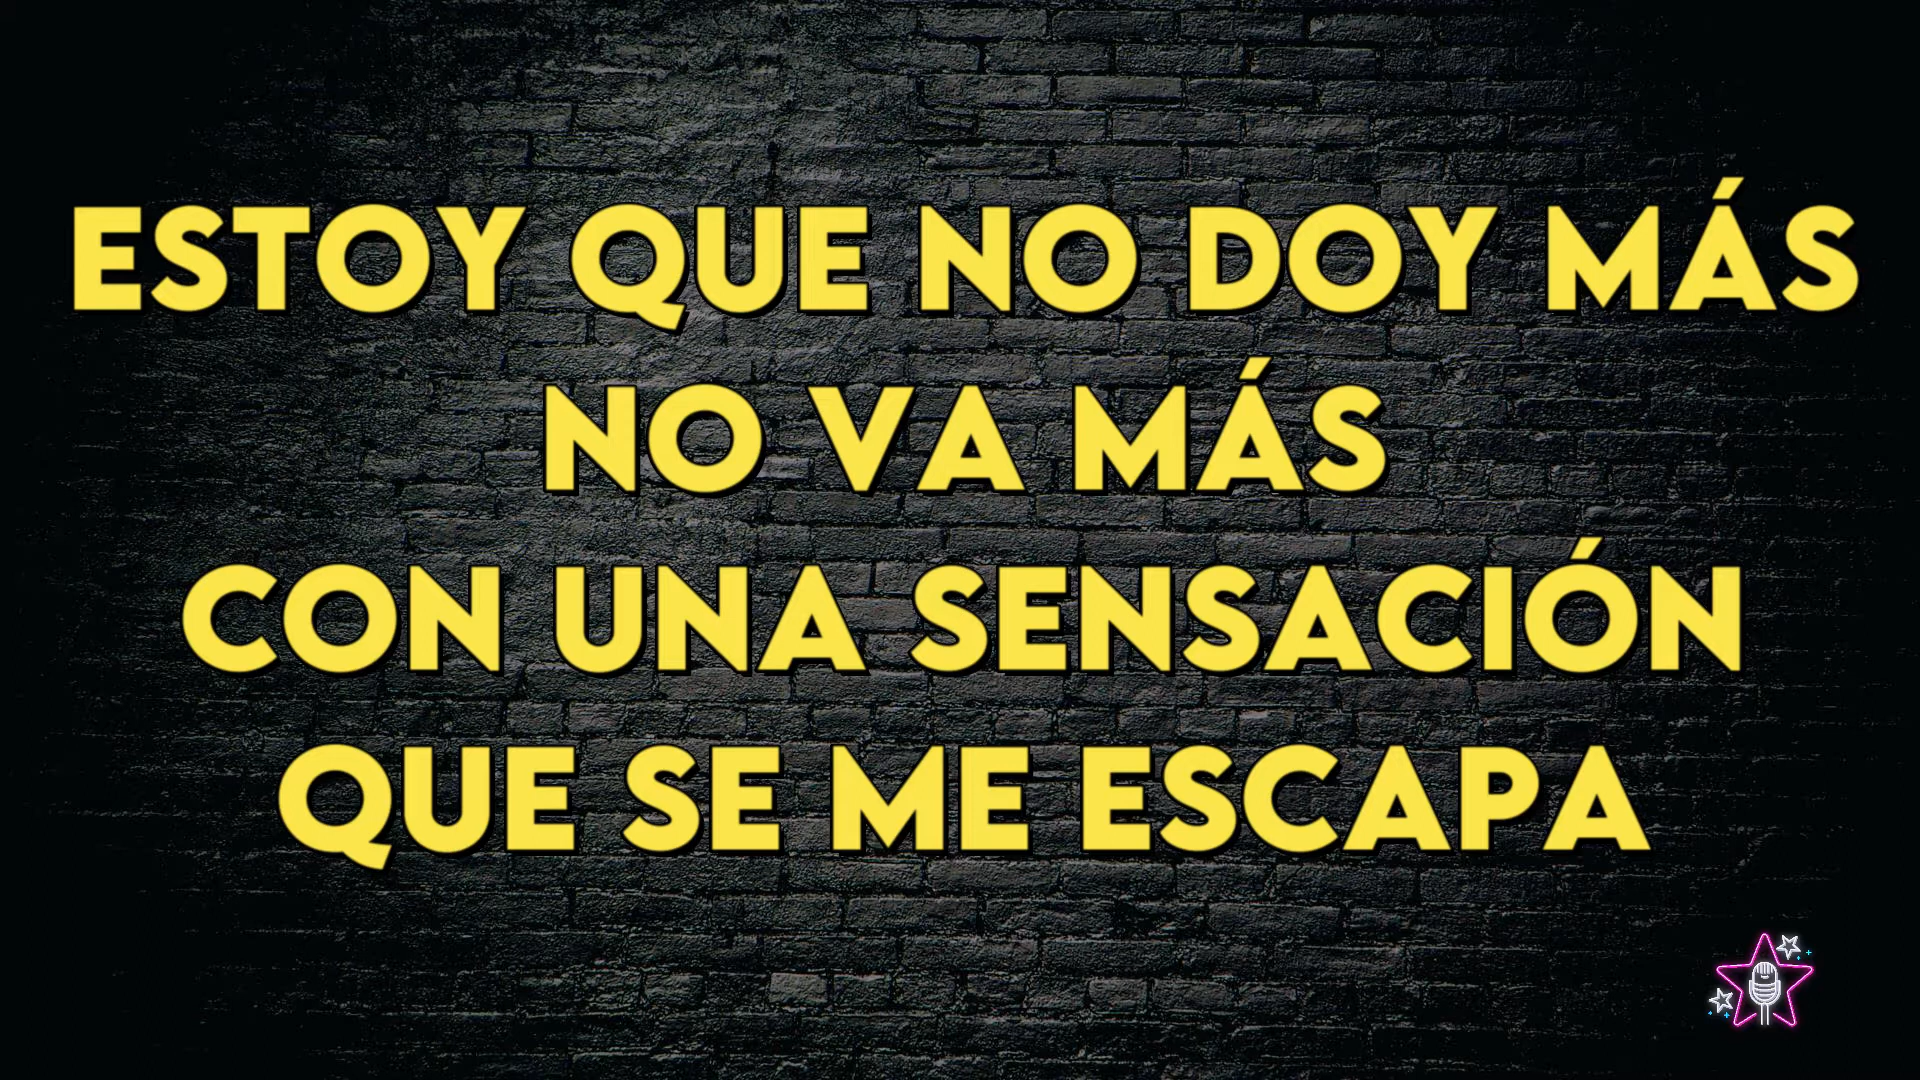 ESTOY QUE NO DOY MÁS
NO VA MÁS
CON UNA SENSACIÓN
QUE SE ME ESCAPA